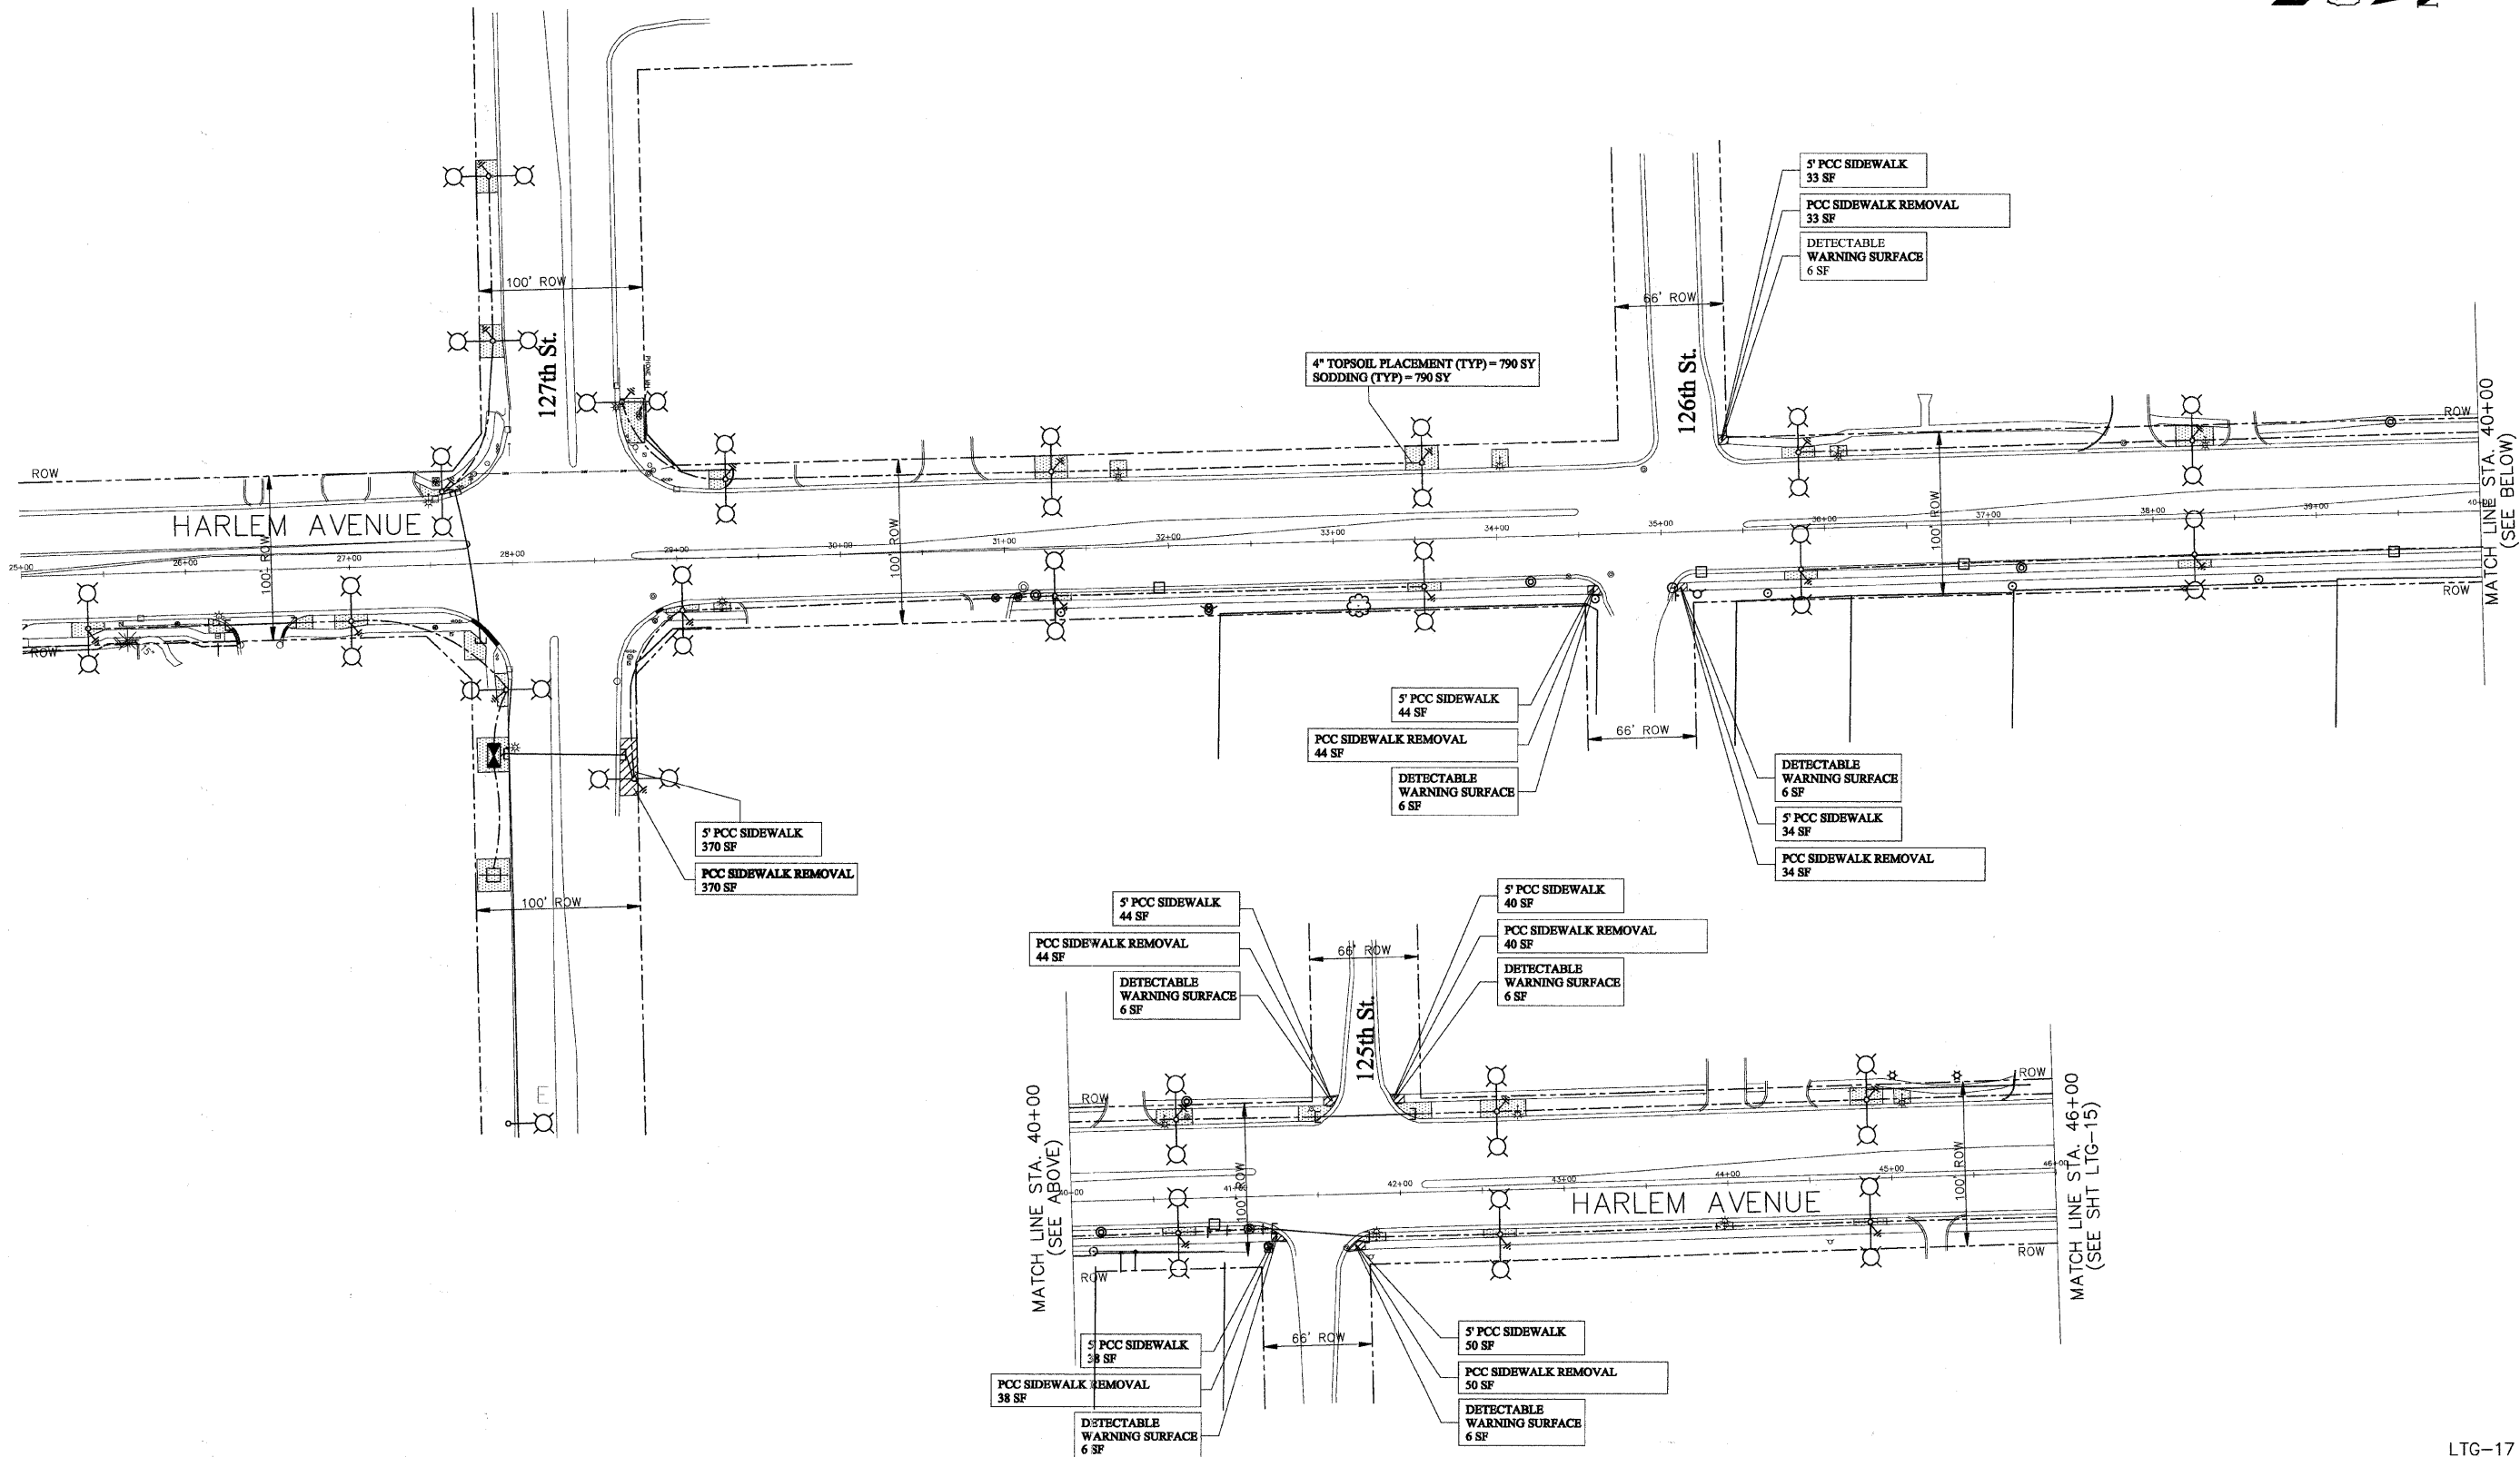 N
5' PCC SIDEWALK
33 SF
PCC SIDEWALK REMOVAL
33 SF
DETECTABLE
WARNING SURFACE
6 SF
100' ROW
66' ROW
127th St.
126th St.
4" TOPSOIL PLACEMENT (TYP) = 790 SY
SODDING (TYP) = 790 SY
MATCH LINE STA. 40+00
(SEE BELOW)
ROW
ROW
HARLEM AVENUE
100' ROW
100' ROW
100' ROW
25+00
26+00
27+00
28+00
29+00
30+00
31+00
32+00
33+00
34+00
35+00
36+00
37+00
38+00
39+00
40+00
ROW
ROW
5' PCC SIDEWALK
44 SF
PCC SIDEWALK REMOVAL
44 SF
DETECTABLE
WARNING SURFACE
6 SF
66' ROW
DETECTABLE
WARNING SURFACE
6 SF
5' PCC SIDEWALK
34 SF
PCC SIDEWALK REMOVAL
34 SF
5' PCC SIDEWALK
370 SF
PCC SIDEWALK REMOVAL
370 SF
100' ROW
E
5' PCC SIDEWALK
44 SF
PCC SIDEWALK REMOVAL
44 SF
DETECTABLE
WARNING SURFACE
6 SF
66' ROW
5' PCC SIDEWALK
40 SF
PCC SIDEWALK REMOVAL
40 SF
DETECTABLE
WARNING SURFACE
6 SF
125th St.
MATCH LINE STA. 40+00
(SEE ABOVE)
ROW
ROW
100' ROW
100' ROW
40+00
41+00
42+00
43+00
44+00
45+00
46+00
HARLEM AVENUE
MATCH LINE STA. 46+00
(SEE SHT LTG-15)
ROW
ROW
5' PCC SIDEWALK
38 SF
PCC SIDEWALK REMOVAL
38 SF
DETECTABLE
WARNING SURFACE
6 SF
66' ROW
5' PCC SIDEWALK
50 SF
PCC SIDEWALK REMOVAL
50 SF
DETECTABLE
WARNING SURFACE
6 SF
LTG-17